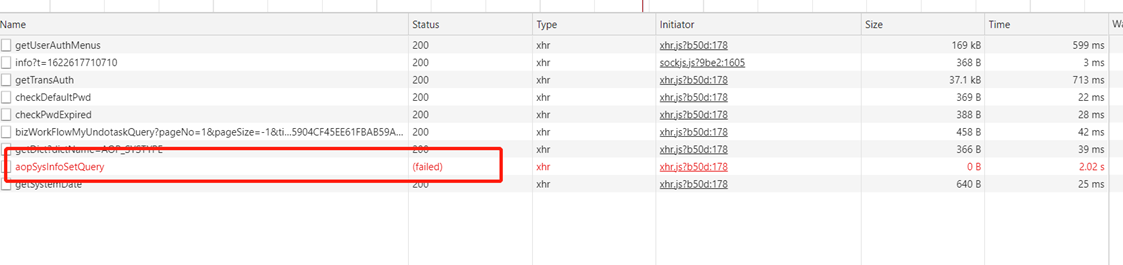 Name Status Type Initiator Size Time Wa
getUserAuthMenus 200 xhr xhr.js?b50d:178 169 kB 599 ms
info?t=1622617710710 200 xhr sockjs.js?9be2:1605 368 B 3 ms
getTransAuth 200 xhr xhr.js?b50d:178 37.1 kB 713 ms
checkDefaultPwd 200 xhr xhr.js?b50d:178 369 B 22 ms
checkPwdExpired 200 xhr xhr.js?b50d:178 388 B 28 ms
bizWorkFlowMyUndotaskQuery?pageNo=1&pageSize=-1&ti...5904CF45EE61FBAB59A... 200 xhr xhr.js?b50d:178 458 B 42 ms
getDict?dictName=AOP_SYSTYPE 200 xhr xhr.js?b50d:178 366 B 39 ms
aopSysInfoSetQuery (failed) xhr xhr.js?b50d:178 0 B 2.02 s
getSystemDate 200 xhr xhr.js?b50d:178 640 B 25 ms